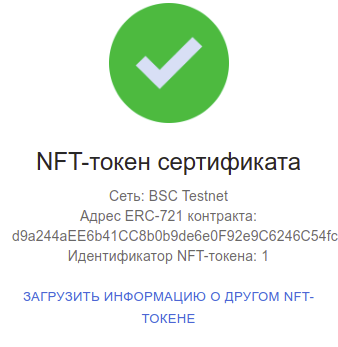 NFT-токен сертификата
Сеть: BSC Testnet
Адрес ERC-721 контракта:
d9a244aEE6b41CC8b0b9de6e0F92e9C6246C54fc
Идентификатор NFT-токена: 1
ЗАГРУЗИТЬ ИНФОРМАЦИЮ О ДРУГОМ NFT-
ТОКЕНЕ